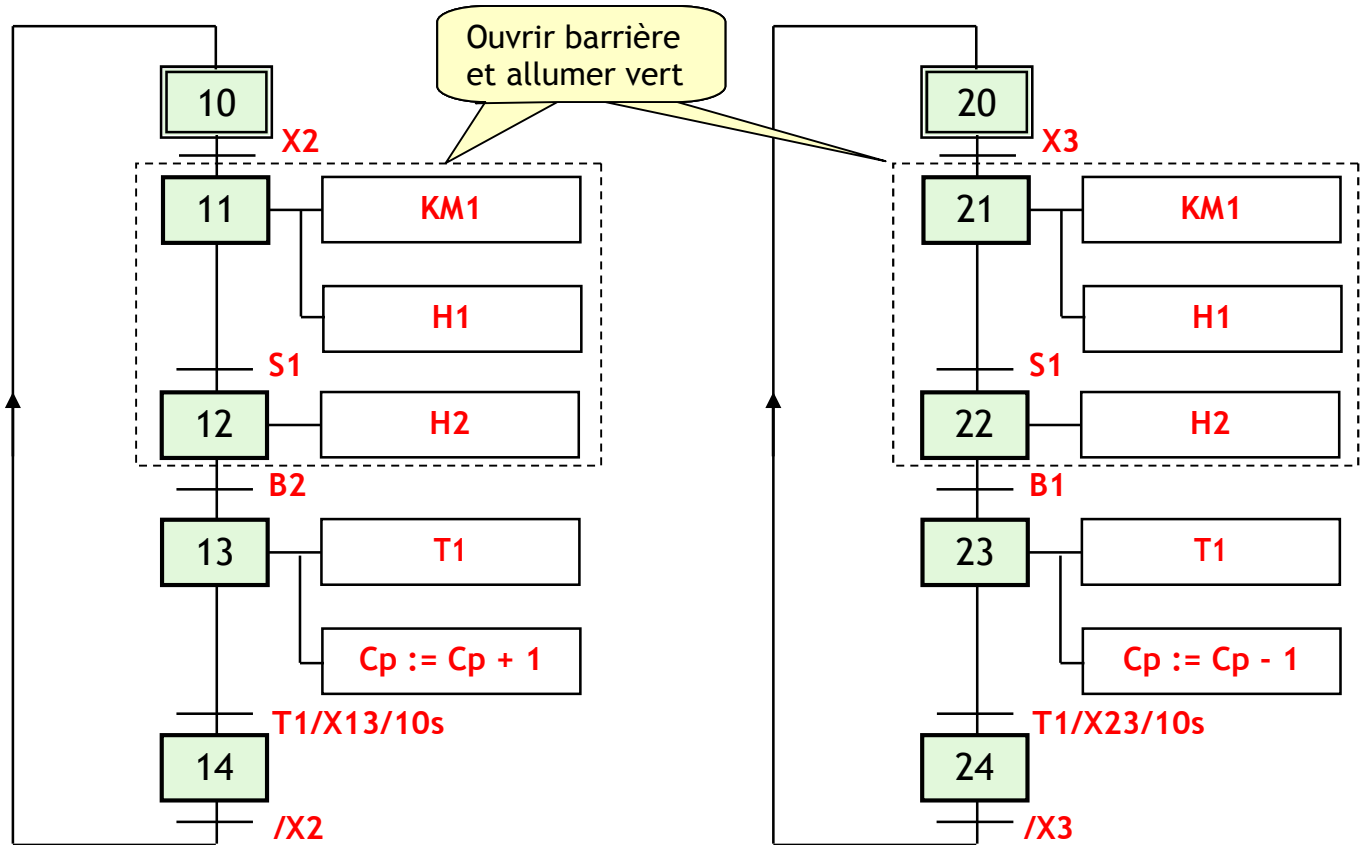 Ouvrir barrière
et allumer vert
10
X2
11
KM1
H1
S1
12
H2
B2
13
T1
Cp := Cp + 1
T1/X13/10s
14
/X2
20
X3
21
KM1
H1
S1
22
H2
B1
23
T1
Cp := Cp - 1
T1/X23/10s
24
/X3